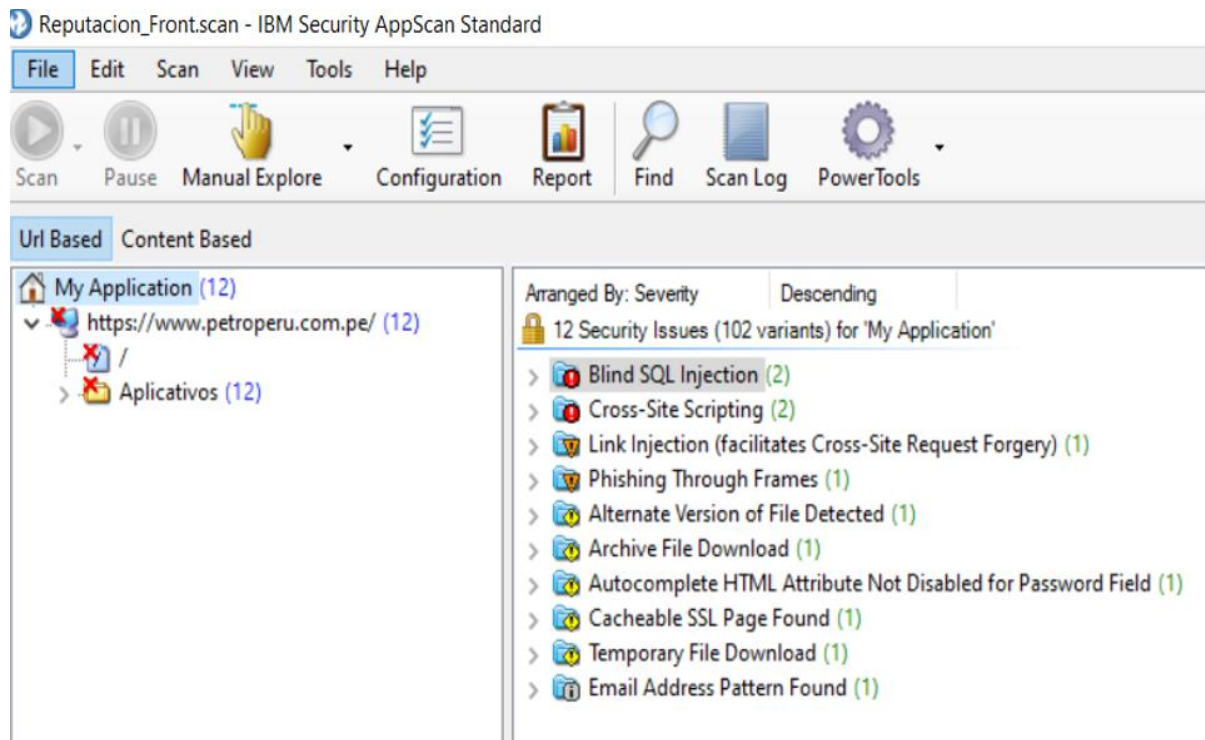 Reputacion_Front.scan - IBM Security AppScan Standard
File Edit Scan View Tools Help
Scan Pause Manual Explore Configuration Report Find Scan Log PowerTools
Url Based Content Based
My Application (12)
https://www.petroperu.com.pe/ (12)
/
Aplicativos (12)
Arranged By: Severity Descending
12 Security Issues (102 variants) for 'My Application'
Blind SQL Injection (2)
Cross-Site Scripting (2)
Link Injection (facilitates Cross-Site Request Forgery) (1)
Phishing Through Frames (1)
Alternate Version of File Detected (1)
Archive File Download (1)
Autocomplete HTML Attribute Not Disabled for Password Field (1)
Cacheable SSL Page Found (1)
Temporary File Download (1)
Email Address Pattern Found (1)